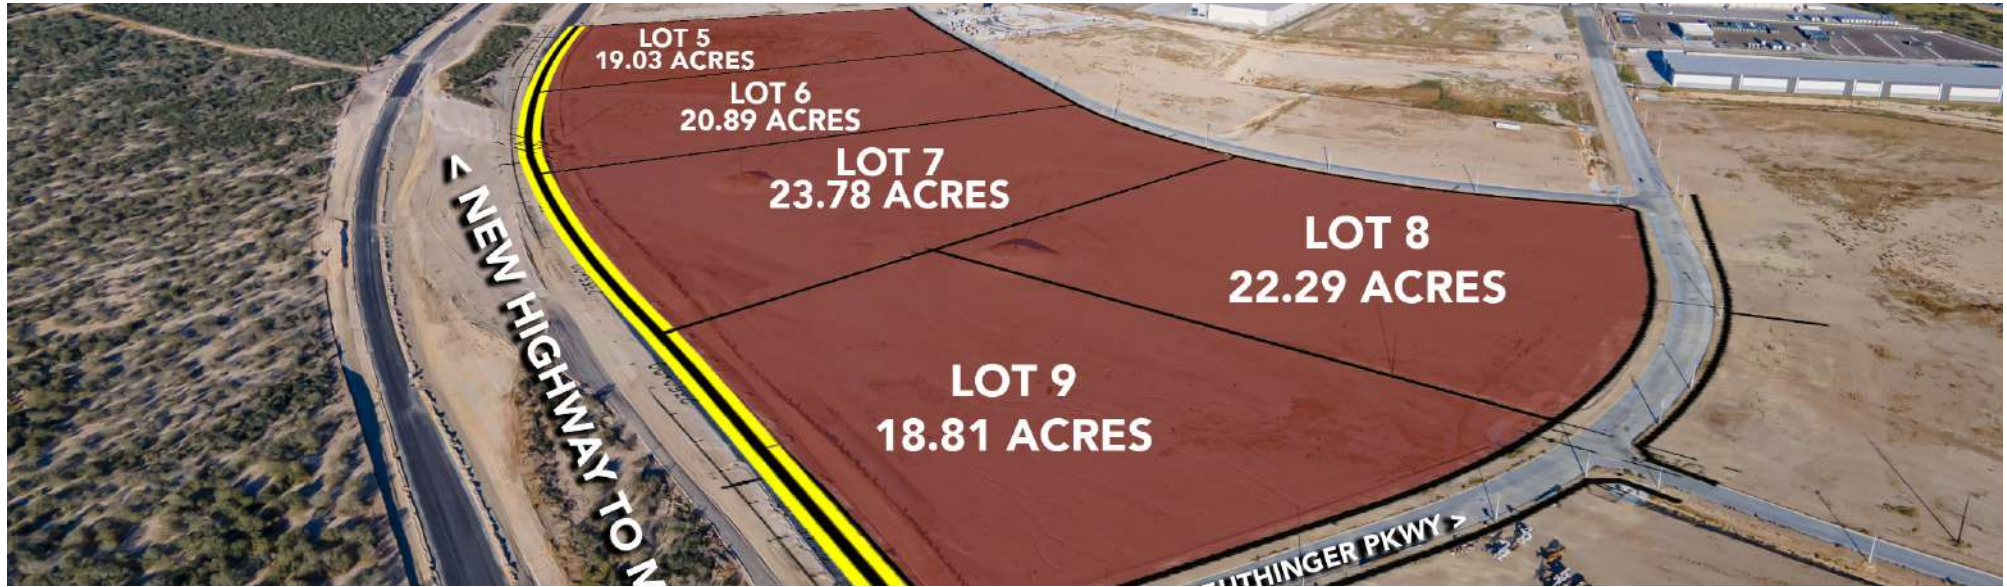 LOT 5
19.03 ACRES
LOT 6
20.89 ACRES
LOT 7
23.78 ACRES
LOT 8
22.29 ACRES
LOT 9
18.81 ACRES
< NEW HIGHWAY TO
PKWY >